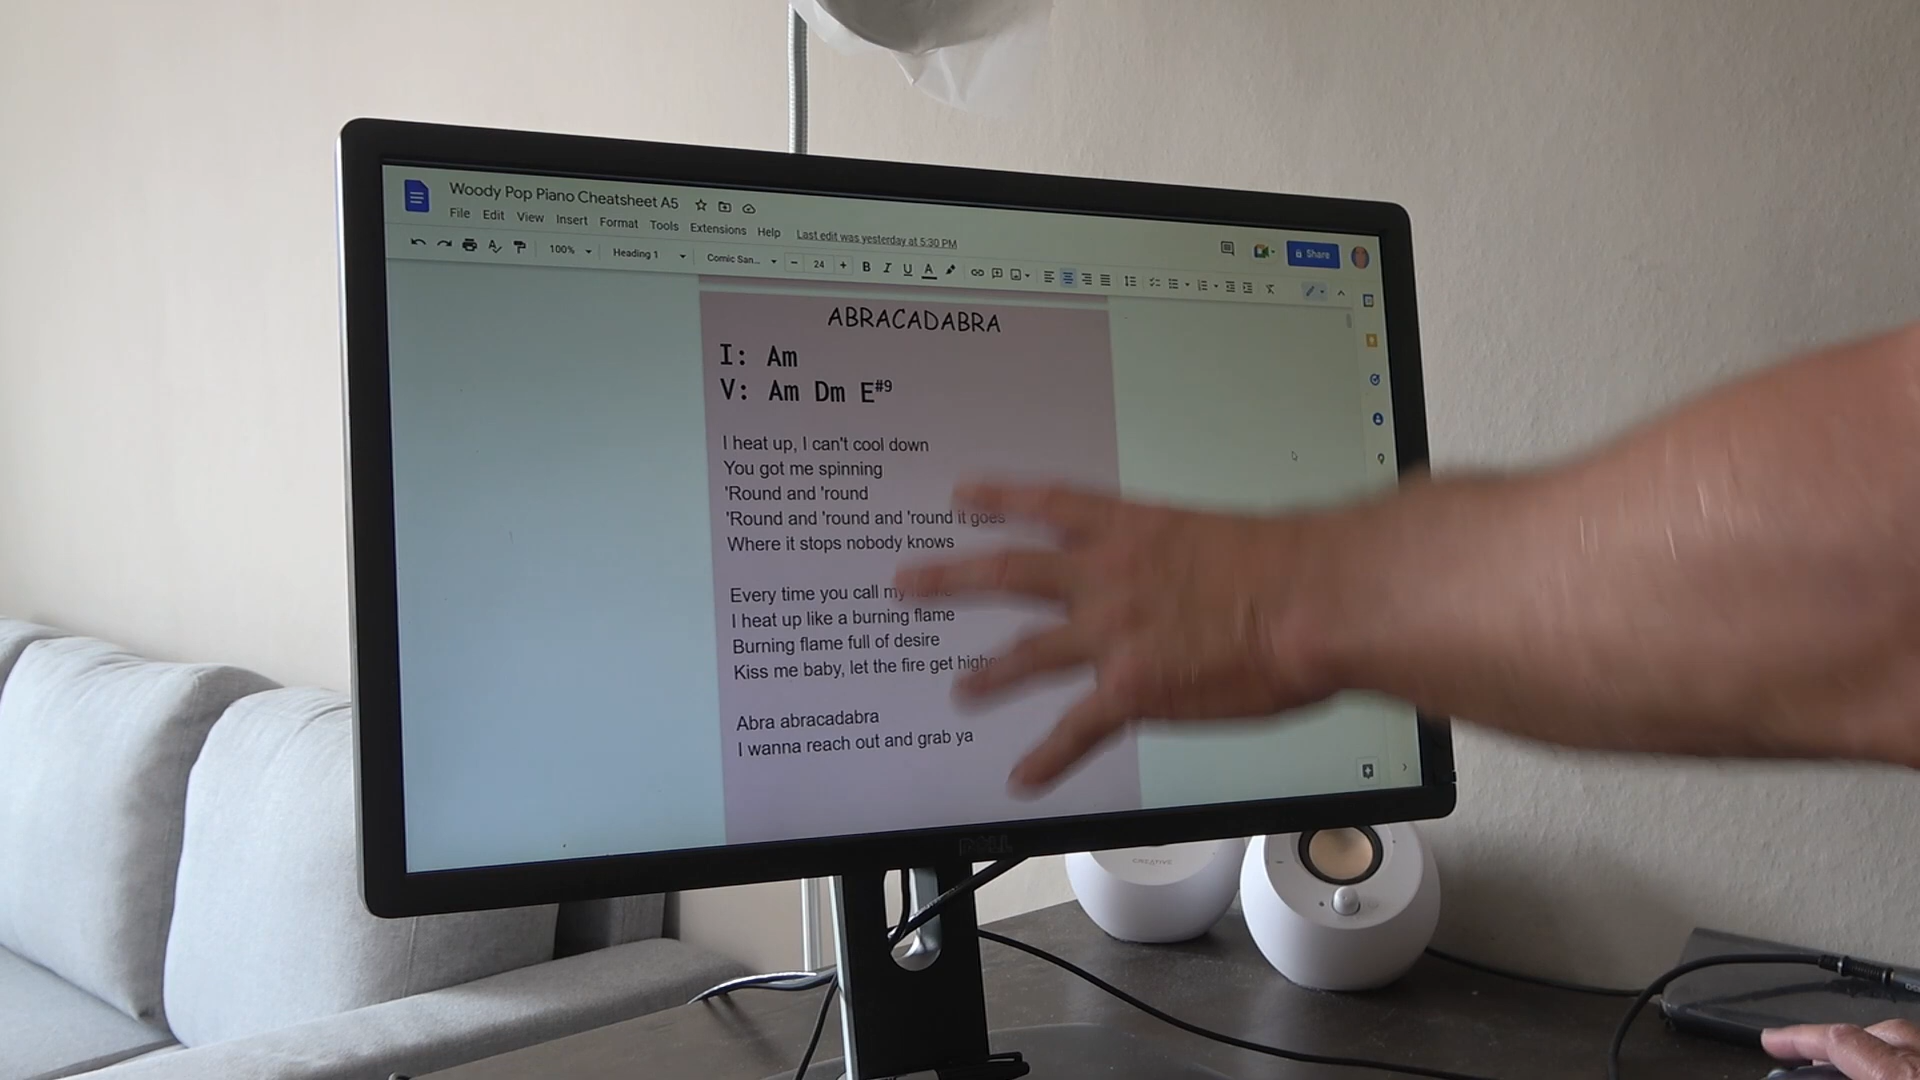 Woody Pop Piano Cheatsheet A5
File Edit View Insert Format Tools Extensions Help Last edit was yesterday at 5:30 PM
Share
100% Heading 1 Comic San... 24 B I U A
ABRACADABRA
I: Am
V: Am Dm E#9
I heat up, I can't cool down
You got me spinning
'Round and 'round
'Round and 'round and 'round it goes
Where it stops nobody knows
Every time you call my
I heat up like a burning flame
Burning flame full of desire
Kiss me baby, let the fire get
Abra abracadabra
I wanna reach out and grab ya
DELL
CREATIVE